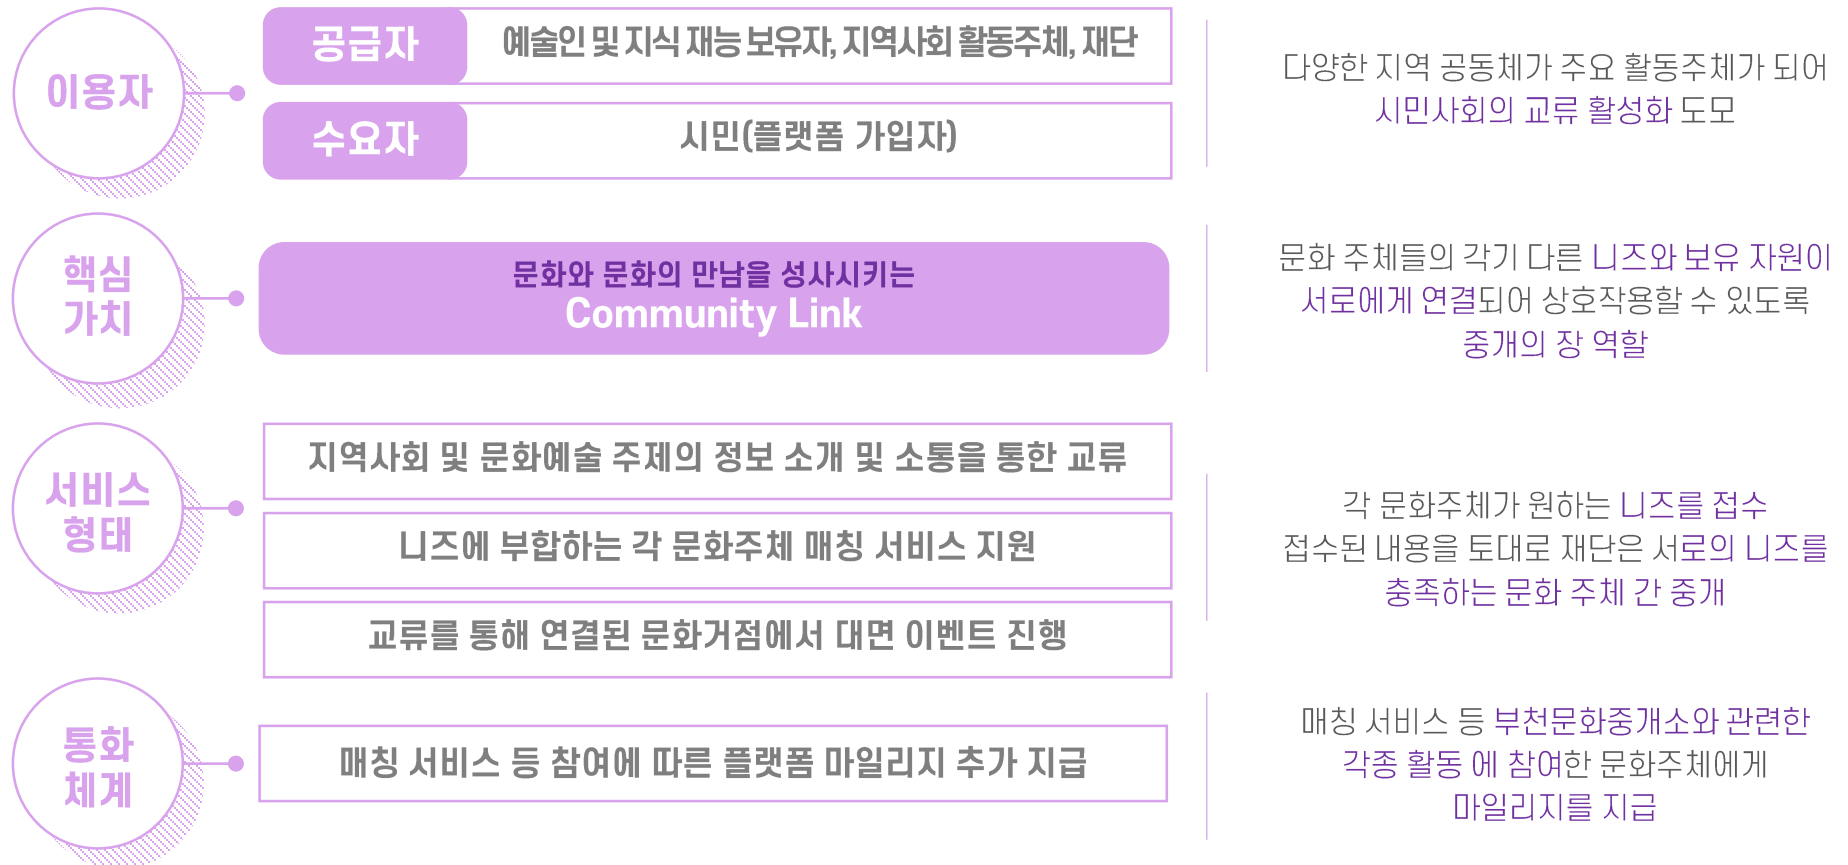 이용자
공급자
예술인 및 지식 재능 보유자, 지역사회 활동주체, 재단
수요자
시민(플랫폼 가입자)
다양한 지역 공동체가 주요 활동주체가 되어
시민사회의 교류 활성화 도모
핵심
가치
문화와 문화의 만남을 성사시키는
Community Link
문화 주체들의 각기 다른 니즈와 보유 자원이
서로에게 연결되어 상호작용할 수 있도록
중개의 장 역할
서비스
형태
지역사회 및 문화예술 주제의 정보 소개 및 소통을 통한 교류
니즈에 부합하는 각 문화주체 매칭 서비스 지원
교류를 통해 연결된 문화거점에서 대면 이벤트 진행
각 문화주체가 원하는 니즈를 접수
접수된 내용을 토대로 재단은 서로의 니즈를
충족하는 문화 주체 간 중개
통화
체계
매칭 서비스 등 참여에 따른 플랫폼 마일리지 추가 지급
매칭 서비스 등 부천문화중개소와 관련한
각종 활동 에 참여한 문화주체에게
마일리지를 지급